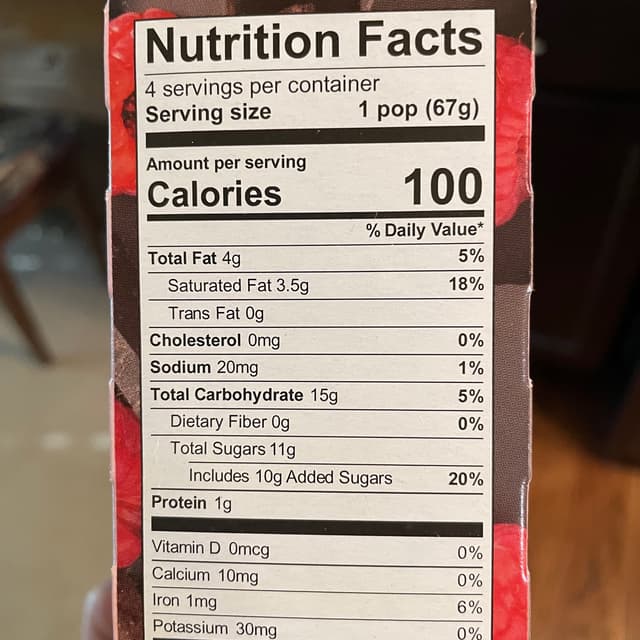 Nutrition Facts
4 servings per container
Serving size 1 pop (67g)
Amount per serving
Calories 100
% Daily Value*
Total Fat 4g 5%
Saturated Fat 3.5g 18%
Trans Fat 0g
Cholesterol 0mg 0%
Sodium 20mg 1%
Total Carbohydrate 15g 5%
Dietary Fiber 0g 0%
Total Sugars 11g
Includes 10g Added Sugars 20%
Protein 1g
Vitamin D 0mcg 0%
Calcium 10mg 0%
Iron 1mg 6%
Potassium 30mg 0%